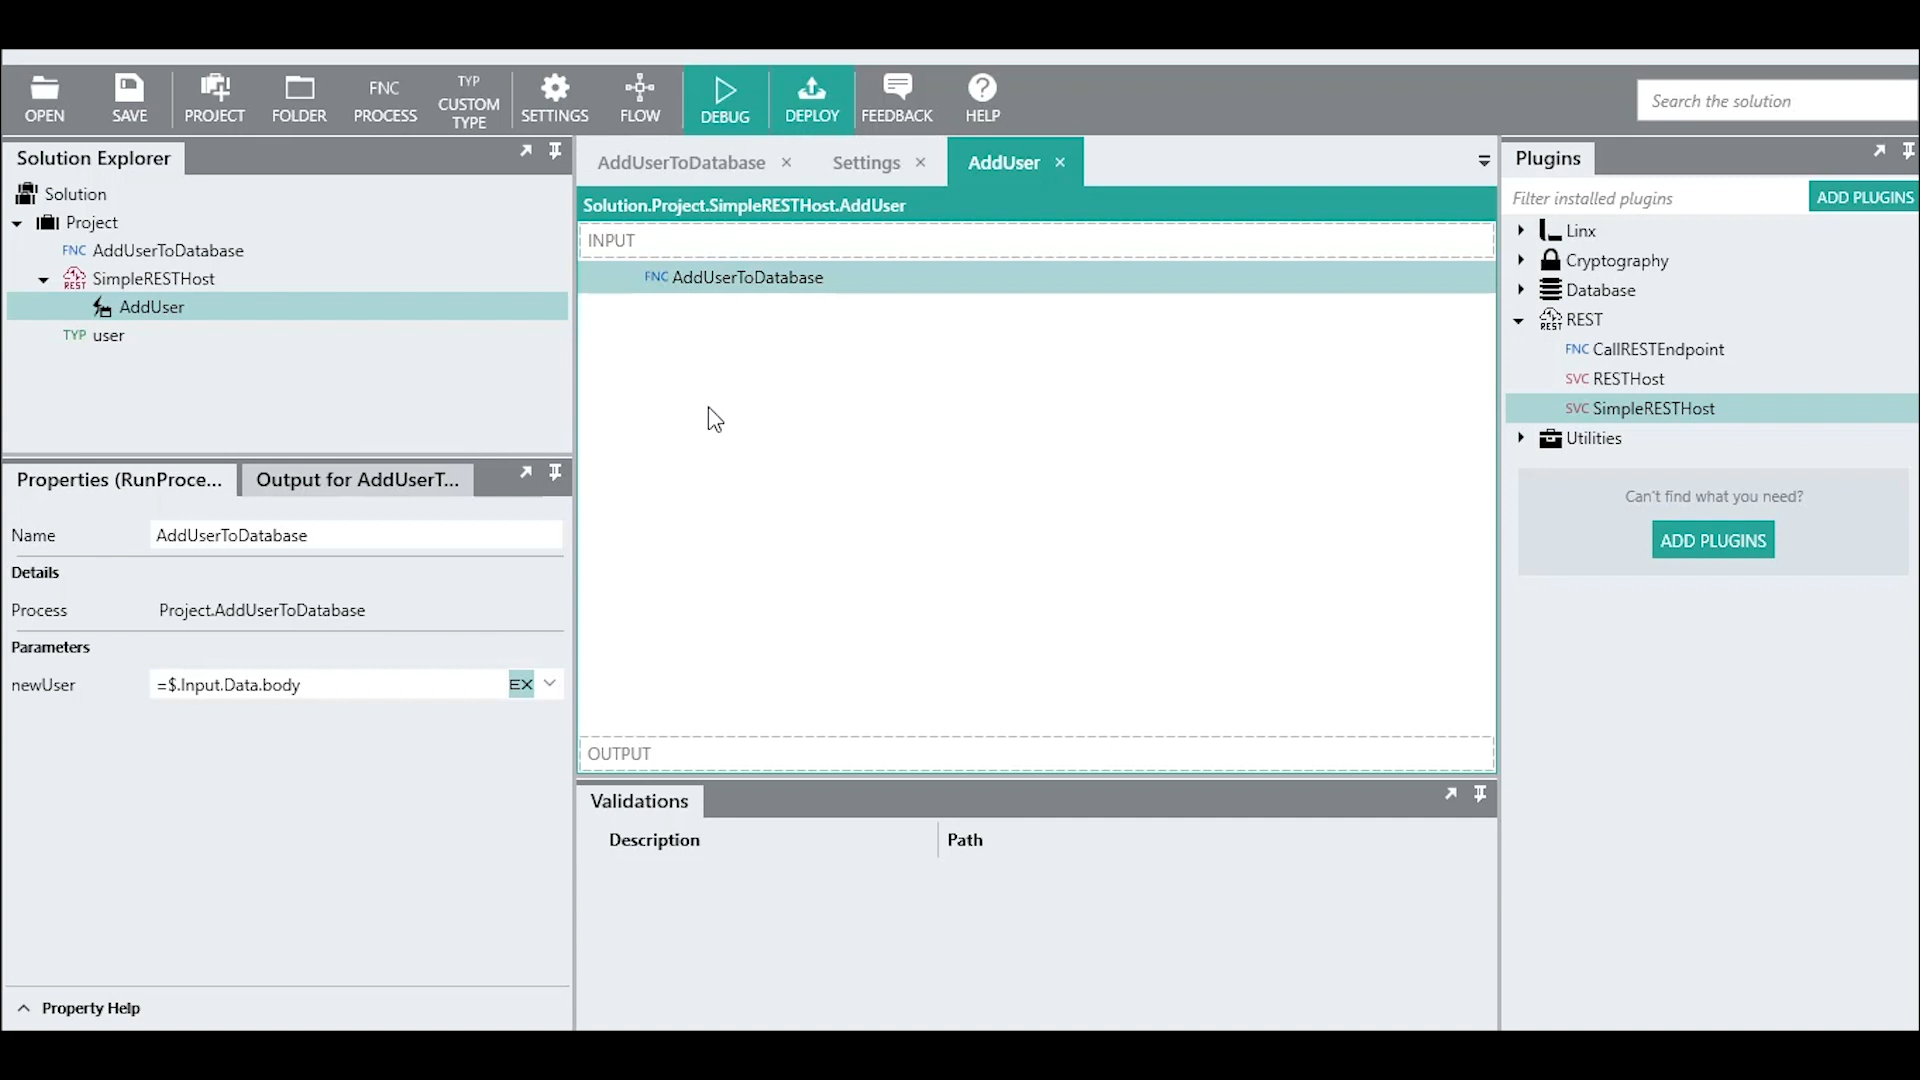 OPEN
SAVE
PROJECT
FOLDER
FNC
PROCESS
TYP
CUSTOM
TYPE
SETTINGS
FLOW
DEBUG
DEPLOY
FEEDBACK
HELP
Search the solution
Solution Explorer
Solution
Project
FNC AddUserToDatabase
REST SimpleRESTHost
AddUser
TYP user
Properties (RunProce...
Output for AddUserT...
Name AddUserToDatabase
Details
Process Project.AddUserToDatabase
Parameters
newUser =$.Input.Data.body EX
Property Help
AddUserToDatabase
Settings
AddUser
Solution.Project.SimpleRESTHost.AddUser
INPUT
FNC AddUserToDatabase
OUTPUT
Validations
Description Path
Plugins
Filter installed plugins ADD PLUGINS
Linx
Cryptography
Database
REST REST
FNC CallRESTEndpoint
SVC RESTHost
SVC SimpleRESTHost
Utilities
Can't find what you need?
ADD PLUGINS